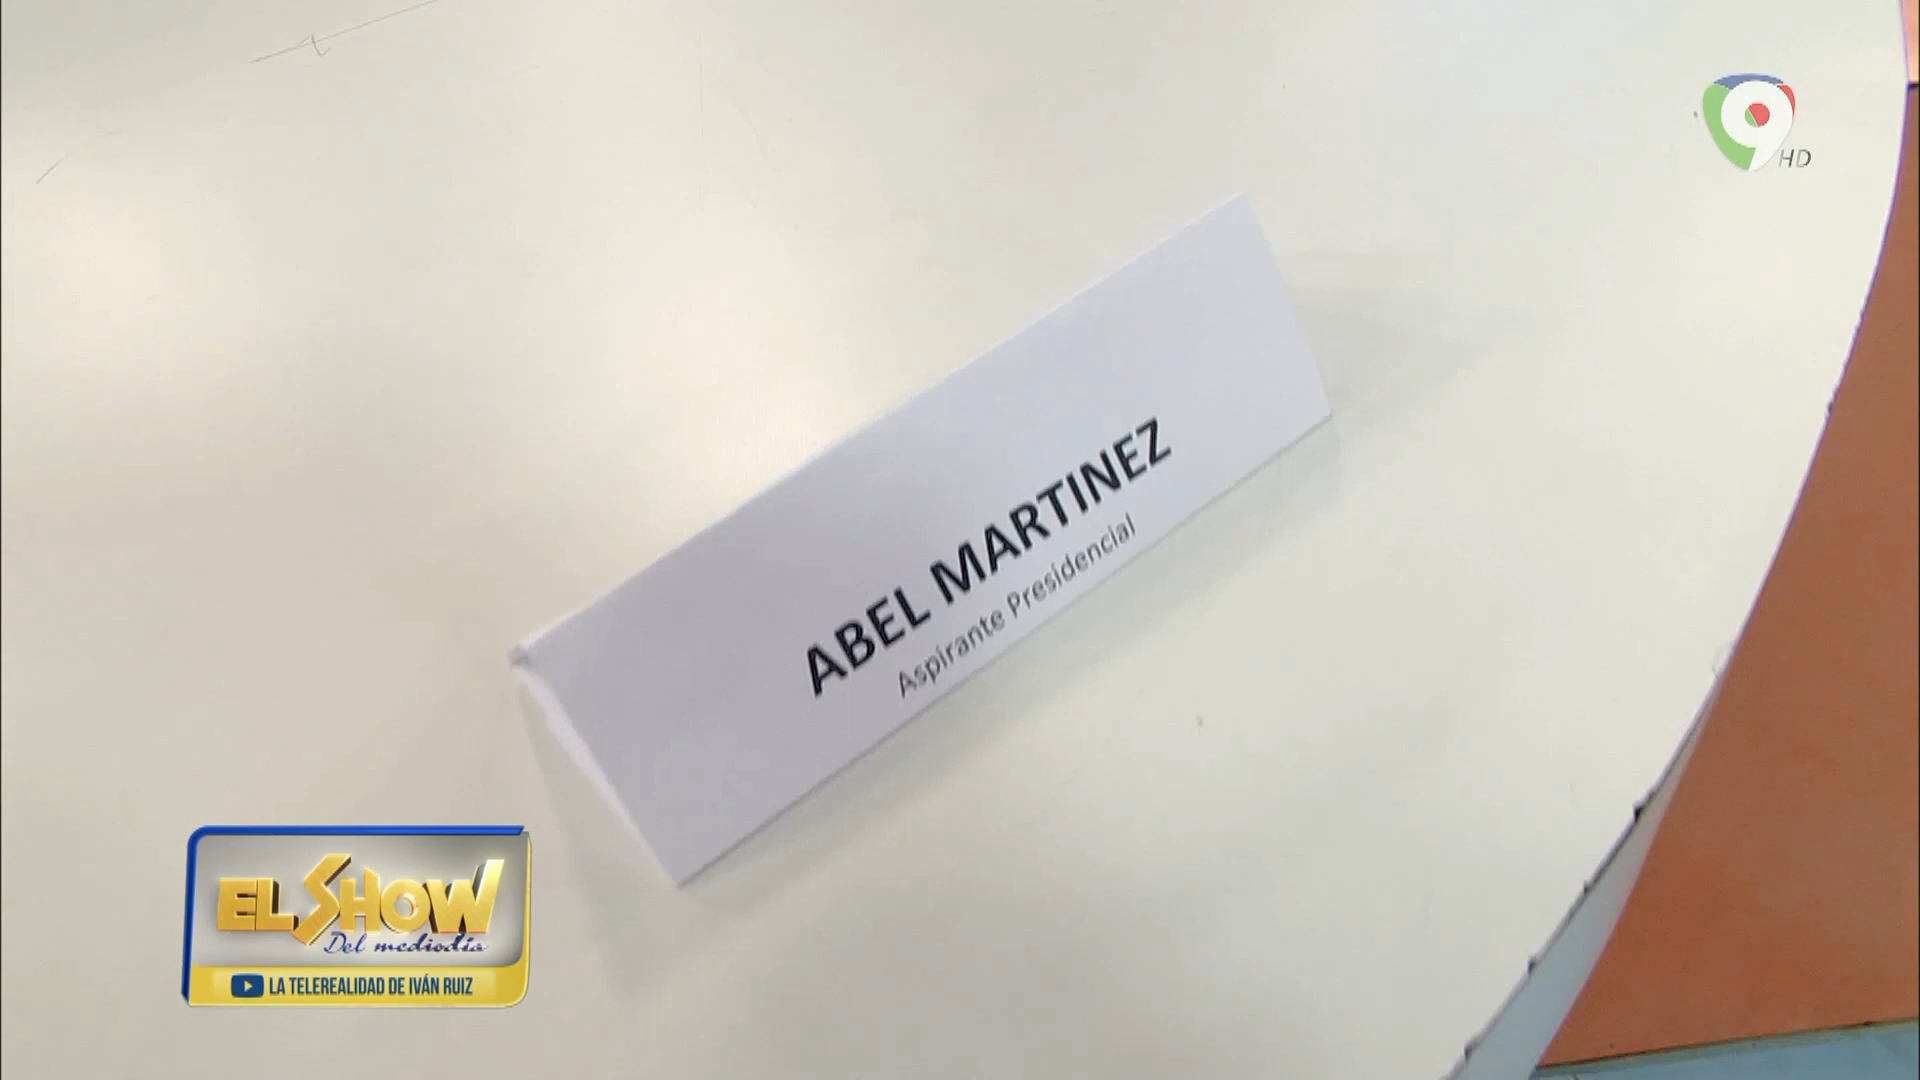 9
HD
ABEL MARTINEZ
Aspirante Presidencial
EL SHOW
Del mediodía
LA TELEREALIDAD DE IVÁN RUIZ